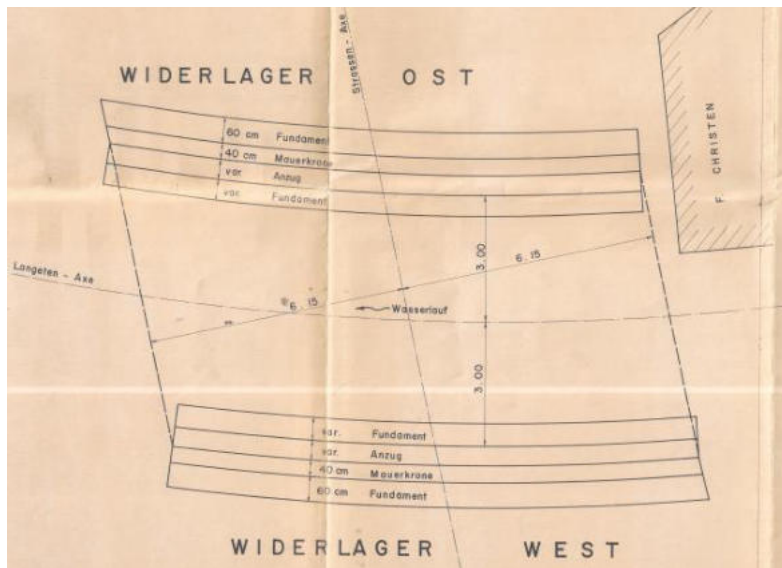 WIDERLAGER OST
Strassen - Axe
60 cm Fundament
40 cm Mauerkrone
var. Anzug
var. Fundament
F. CHRISTEN
3.00
6.15
Langeten - Axe
6.15
Wasserlauf
3.00
var. Fundament
var. Anzug
40 cm Mauerkrone
60 cm Fundament
WIDERLAGER WEST